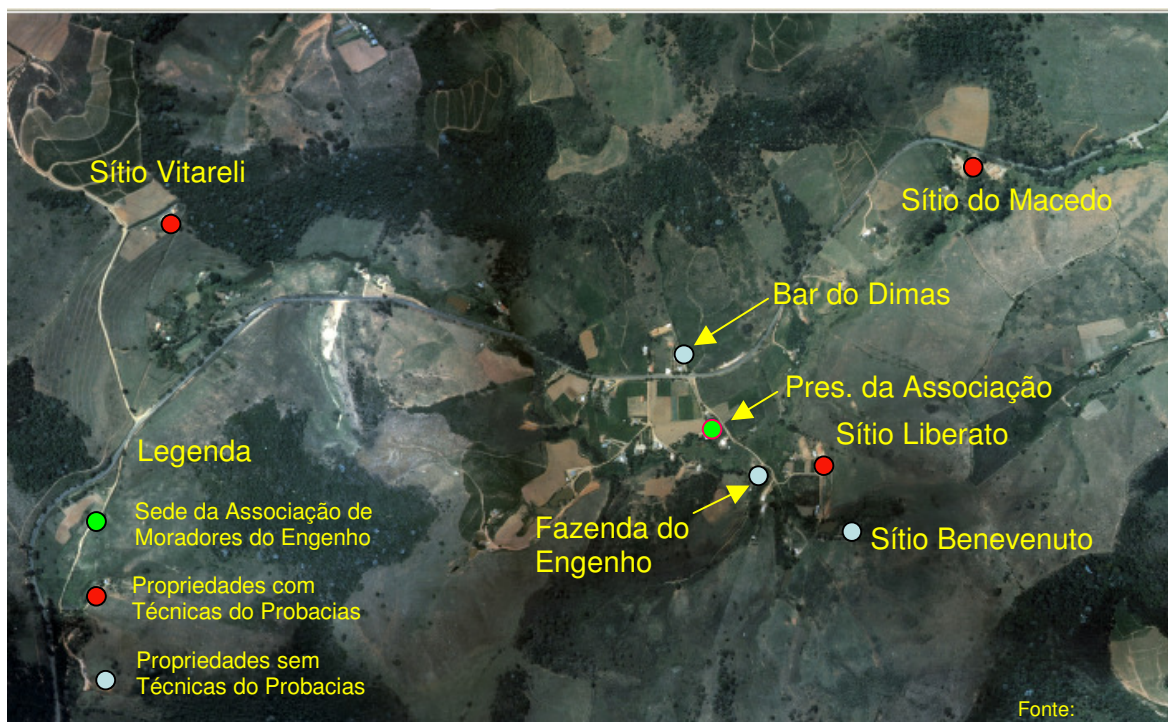 Sítio Vitareli
Sítio do Macedo
Bar do Dimas
Pres. da Associação
Sítio Liberato
Legenda
Sede da Associação de
Moradores do Engenho
Fazenda do
Engenho
Sítio Benevenuto
Propriedades com
Técnicas do Probacias
Propriedades sem
Técnicas do Probacias
Fonte: